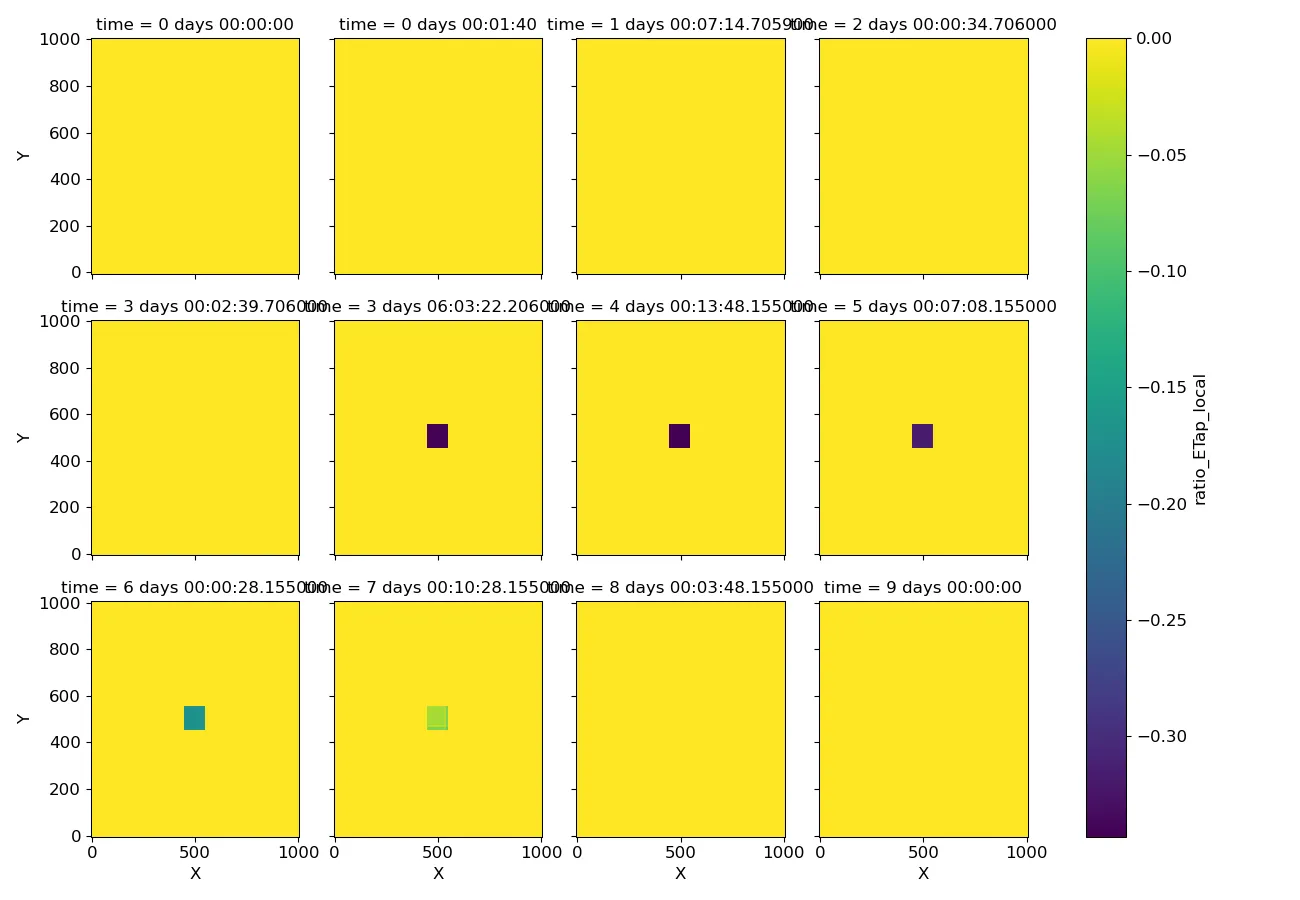 time = 0 days 00:00:00
time = 0 days 00:01:40
time = 1 days 00:07:14.705900
time = 2 days 00:00:34.706000
1000
800
600
400
200
0
Y
time = 3 days 00:02:39.706000
time = 3 days 06:03:22.206000
time = 4 days 00:13:48.155000
time = 5 days 00:07:08.155000
1000
800
600
400
200
0
Y
time = 6 days 00:00:28.155000
time = 7 days 00:10:28.155000
time = 8 days 00:03:48.155000
time = 9 days 00:00:00
1000
800
600
400
200
0
Y
0 500 1000
X
0 500 1000
X
0 500 1000
X
0 500 1000
X
0.00
−0.05
−0.10
−0.15
−0.20
−0.25
−0.30
ratio_ETap_local